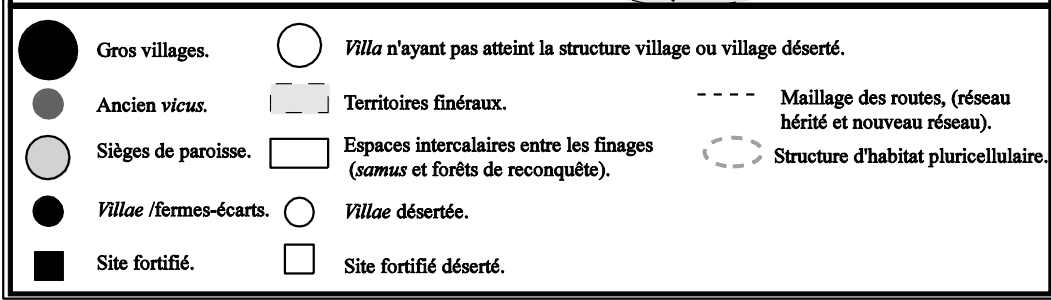 Gros villages.
Ancien vicus.
Sièges de paroisse.
Villae /fermes-écarts.
Site fortifié.
Villa n'ayant pas atteint la structure village ou village déserté.
Territoires finéraux.
Espaces intercalaires entre les finages
(samus et forêts de reconquête).
Villae désertée.
Site fortifié déserté.
Maillage des routes, (réseau
hérité et nouveau réseau).
Structure d'habitat pluricellulaire.